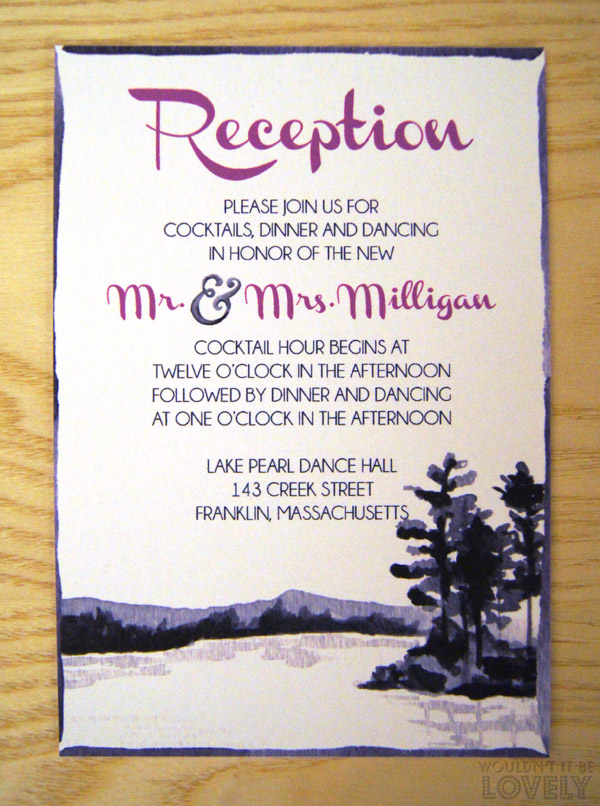 Reception
PLEASE JOIN US FOR
COCKTAILS, DINNER AND DANCING
IN HONOR OF THE NEW
Mr. & Mrs. Milligan
COCKTAIL HOUR BEGINS AT
TWELVE O'CLOCK IN THE AFTERNOON
FOLLOWED BY DINNER AND DANCING
AT ONE O'CLOCK IN THE AFTERNOON
LAKE PEARL DANCE HALL
143 CREEK STREET
FRANKLIN, MASSACHUSETTS
WOULDN'T IT BE
LOVELY